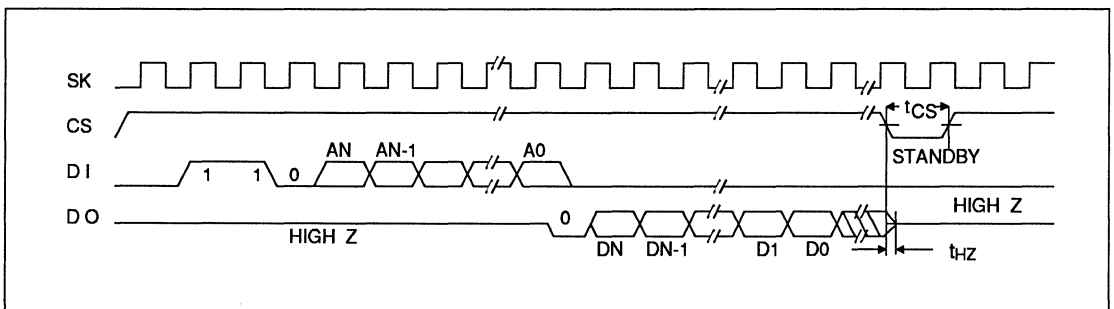 SK
CS
tCS
STANDBY
DI
1 1 0 AN AN-1 A0
DO
HIGH Z
0
DN DN-1 D1 D0
HIGH Z
tHZ